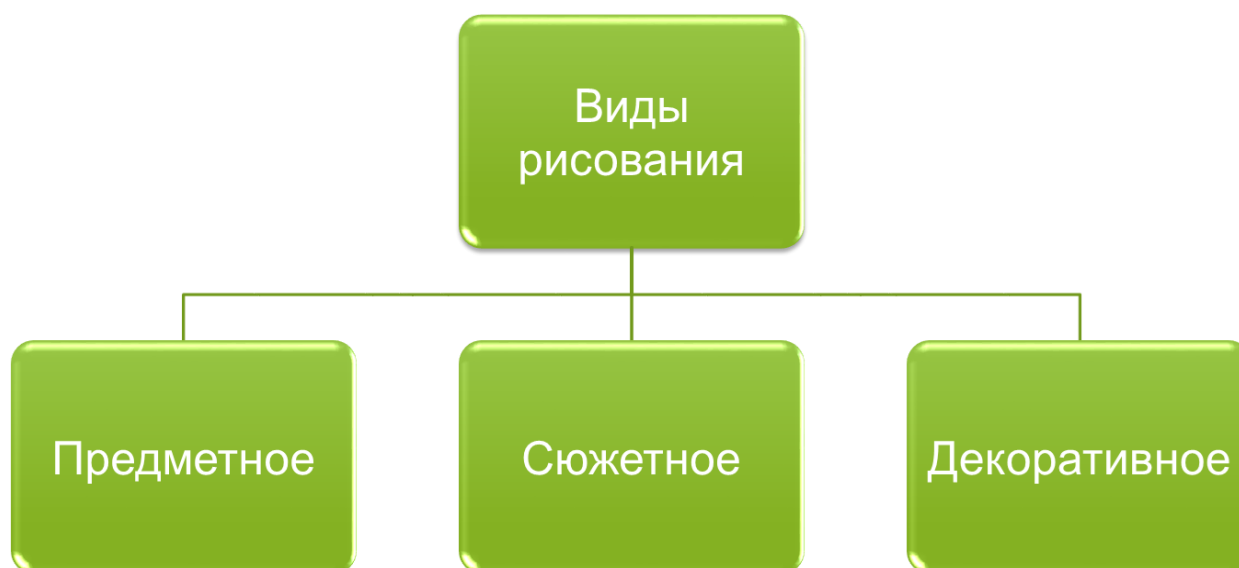 Виды
рисования
Предметное
Сюжетное
Декоративное